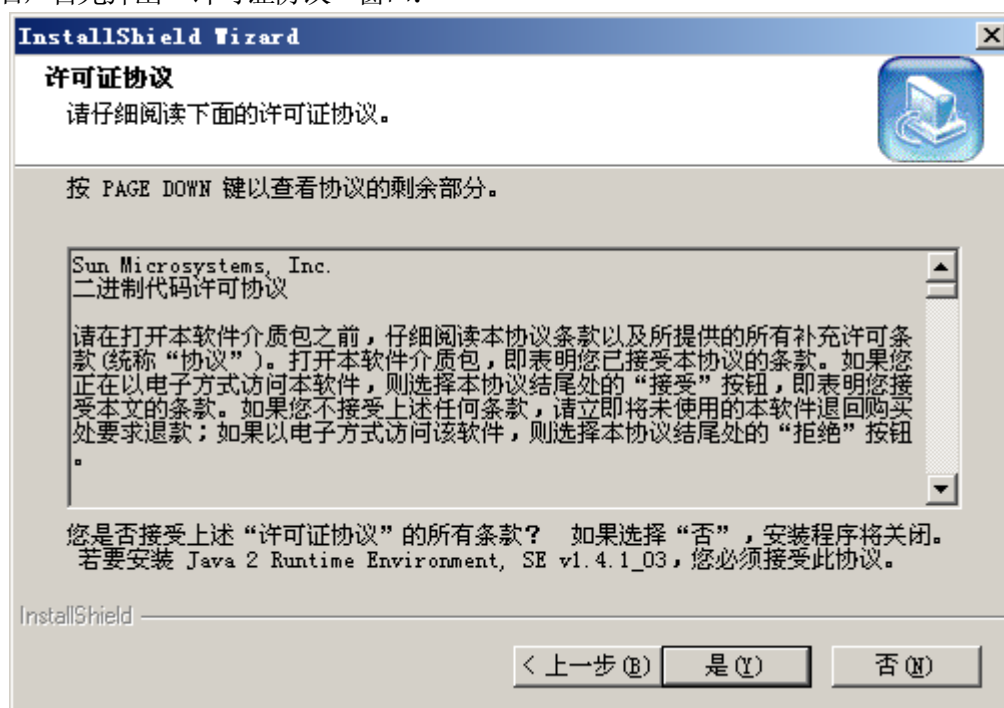 InstallShield Wizard
许可证协议
请仔细阅读下面的许可证协议。
按 PAGE DOWN 键以查看协议的剩余部分。
Sun Microsystems, Inc.
二进制代码许可协议
请在打开本软件介质包之前，仔细阅读本协议条款以及所提供的所有补充许可条
款(统称“协议”)。打开本软件介质包，即表明您已接受本协议的条款。如果您
正在以电子方式访问本软件，则选择本协议结尾处的“接受”按钮，即表明您接
受本文的条款。如果您不接受上述任何条款，请立即将未使用的本软件退回购买
处要求退款；如果以电子方式访问该软件，则选择本协议结尾处的“拒绝”按钮
。
您是否接受上述“许可证协议”的所有条款？ 如果选择“否”，安装程序将关闭。
若要安装 Java 2 Runtime Environment, SE v1.4.1_03，您必须接受此协议。
InstallShield
< 上一步(B)
是(Y)
否(N)